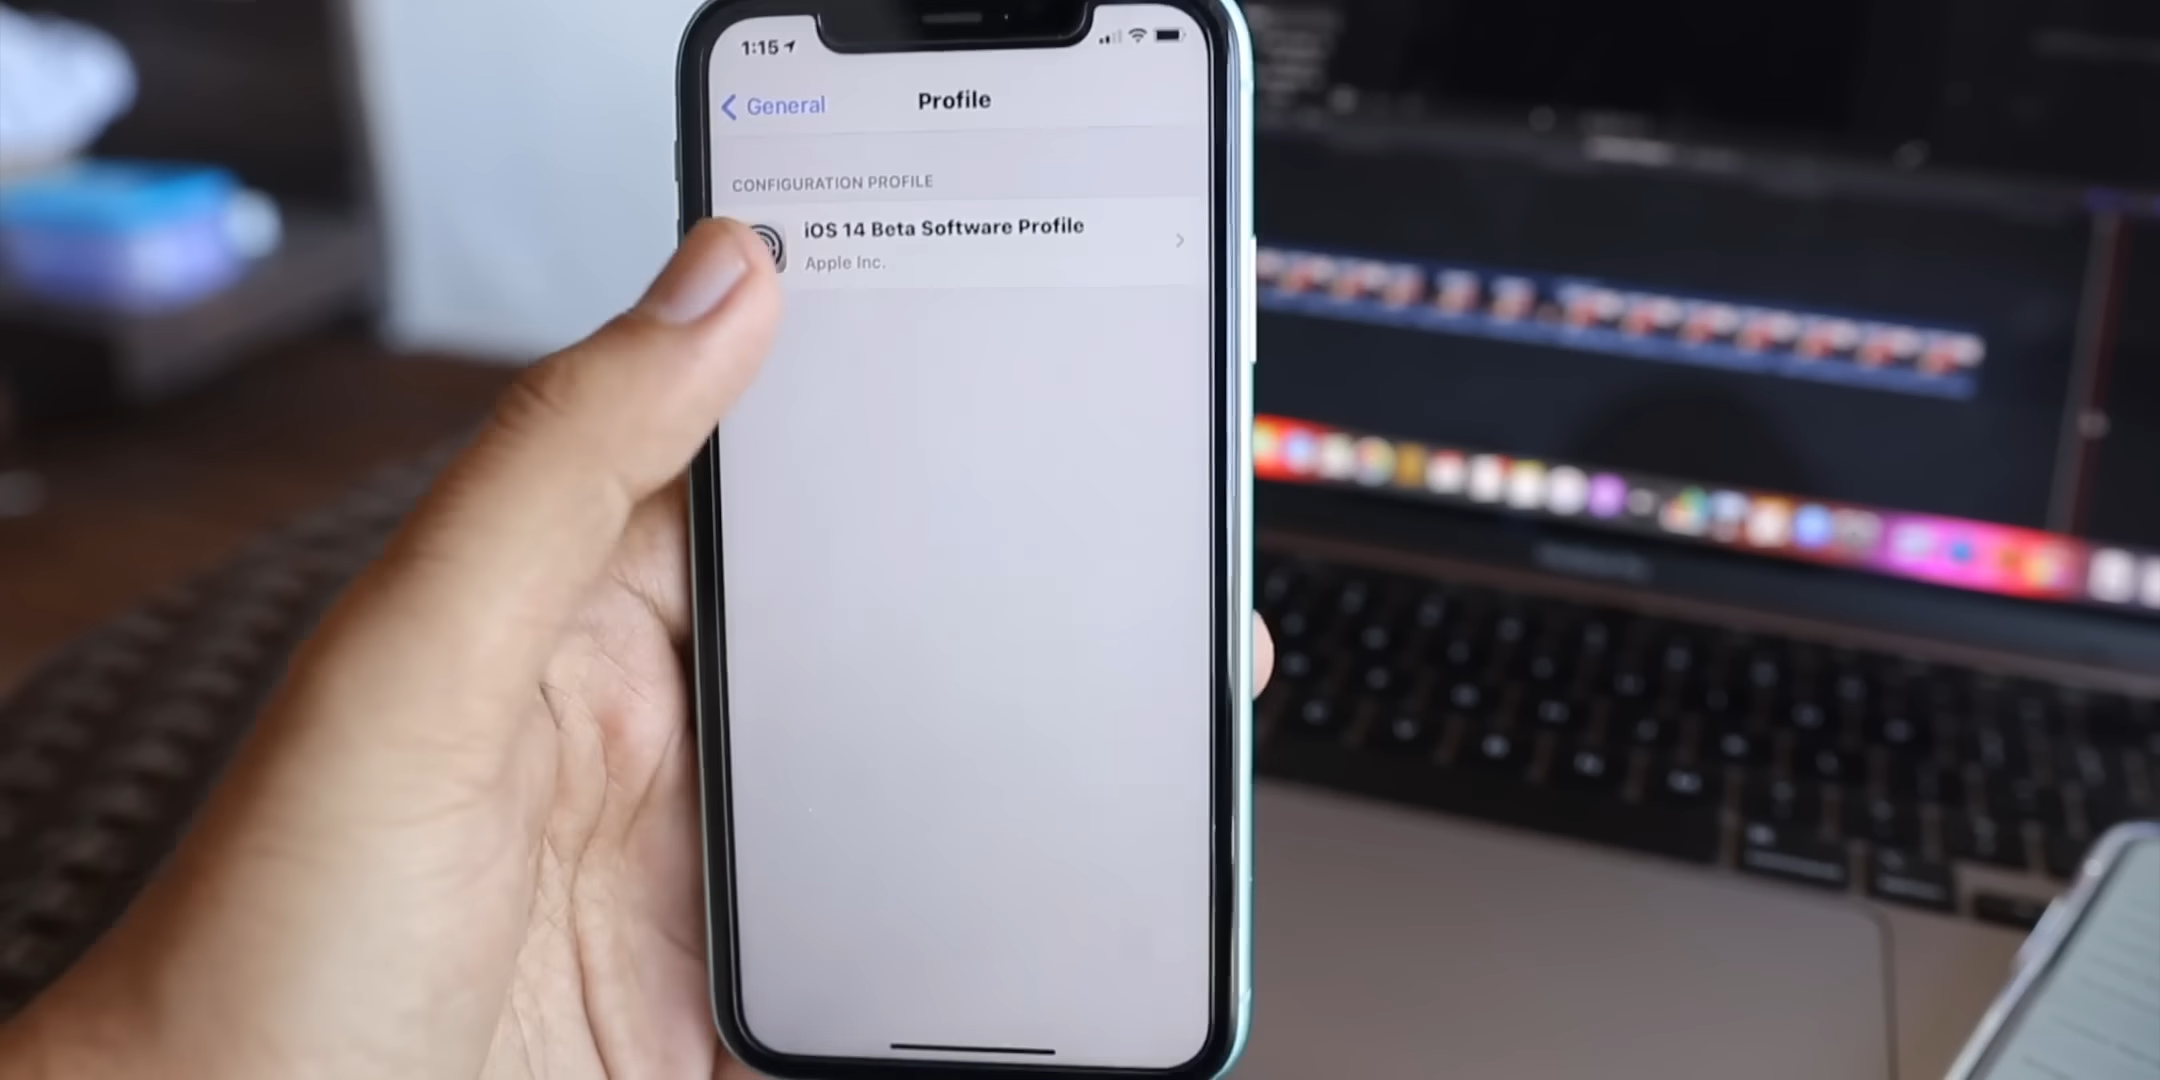 1:15
General
Profile
CONFIGURATION PROFILE
iOS 14 Beta Software Profile
Apple Inc.